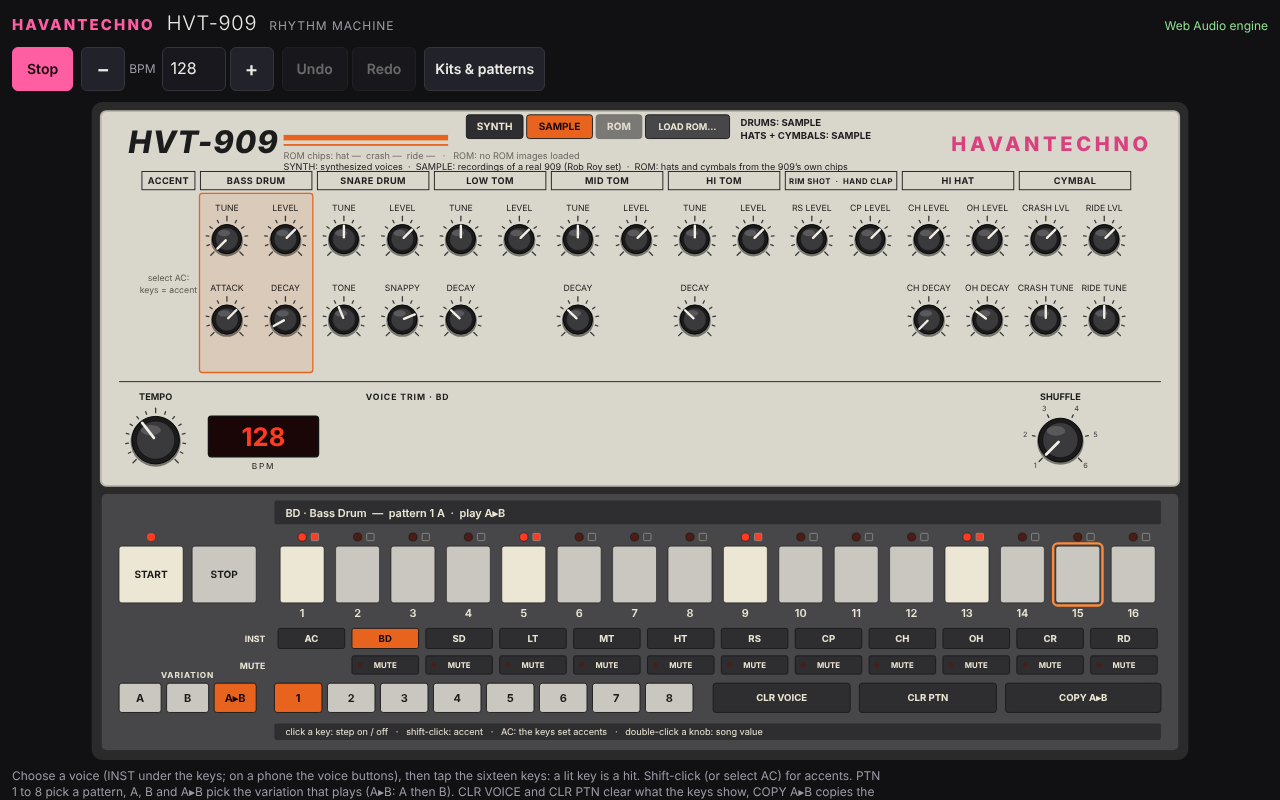 HAVANTECHNO HVT-909 RHYTHM MACHINE Web Audio engine
Stop − BPM 128 + Undo Redo Kits & patterns
HVT-909 SYNTH SAMPLE ROM LOAD ROM... DRUMS: SAMPLE
HATS + CYMBALS: SAMPLE
HAVANTECHNO
ROM chips: hat — crash — ride — · ROM: no ROM images loaded
SYNTH: synthesized voices · SAMPLE: recordings of a real 909 (Rob Roy set) · ROM: hats and cymbals from the 909's own chips
ACCENT BASS DRUM SNARE DRUM LOW TOM MID TOM HI TOM RIM SHOT · HAND CLAP HI HAT CYMBAL
TUNE LEVEL TUNE LEVEL TUNE LEVEL TUNE LEVEL TUNE LEVEL RS LEVEL CP LEVEL CH LEVEL OH LEVEL CRASH LVL RIDE LVL
select AC:
keys = accent
ATTACK DECAY TONE SNAPPY DECAY DECAY DECAY CH DECAY OH DECAY CRASH TUNE RIDE TUNE
TEMPO VOICE TRIM · BD SHUFFLE
3 4
128 2 5
BPM 1 6
BD · Bass Drum — pattern 1 A · play A▸B
START STOP
1 2 3 4 5 6 7 8 9 10 11 12 13 14 15 16
INST AC BD SD LT MT HT RS CP CH OH CR RD
MUTE MUTE MUTE MUTE MUTE MUTE MUTE MUTE MUTE MUTE MUTE MUTE
VARIATION
A B A▸B 1 2 3 4 5 6 7 8 CLR VOICE CLR PTN COPY A▸B
click a key: step on / off · shift-click: accent · AC: the keys set accents · double-click a knob: song value
Choose a voice (INST under the keys; on a phone the voice buttons), then tap the sixteen keys: a lit key is a hit. Shift-click (or select AC) for accents. PTN
1 to 8 pick a pattern, A, B and A▸B pick the variation that plays (A▸B: A then B). CLR VOICE and CLR PTN clear what the keys show, COPY A▸B copies the